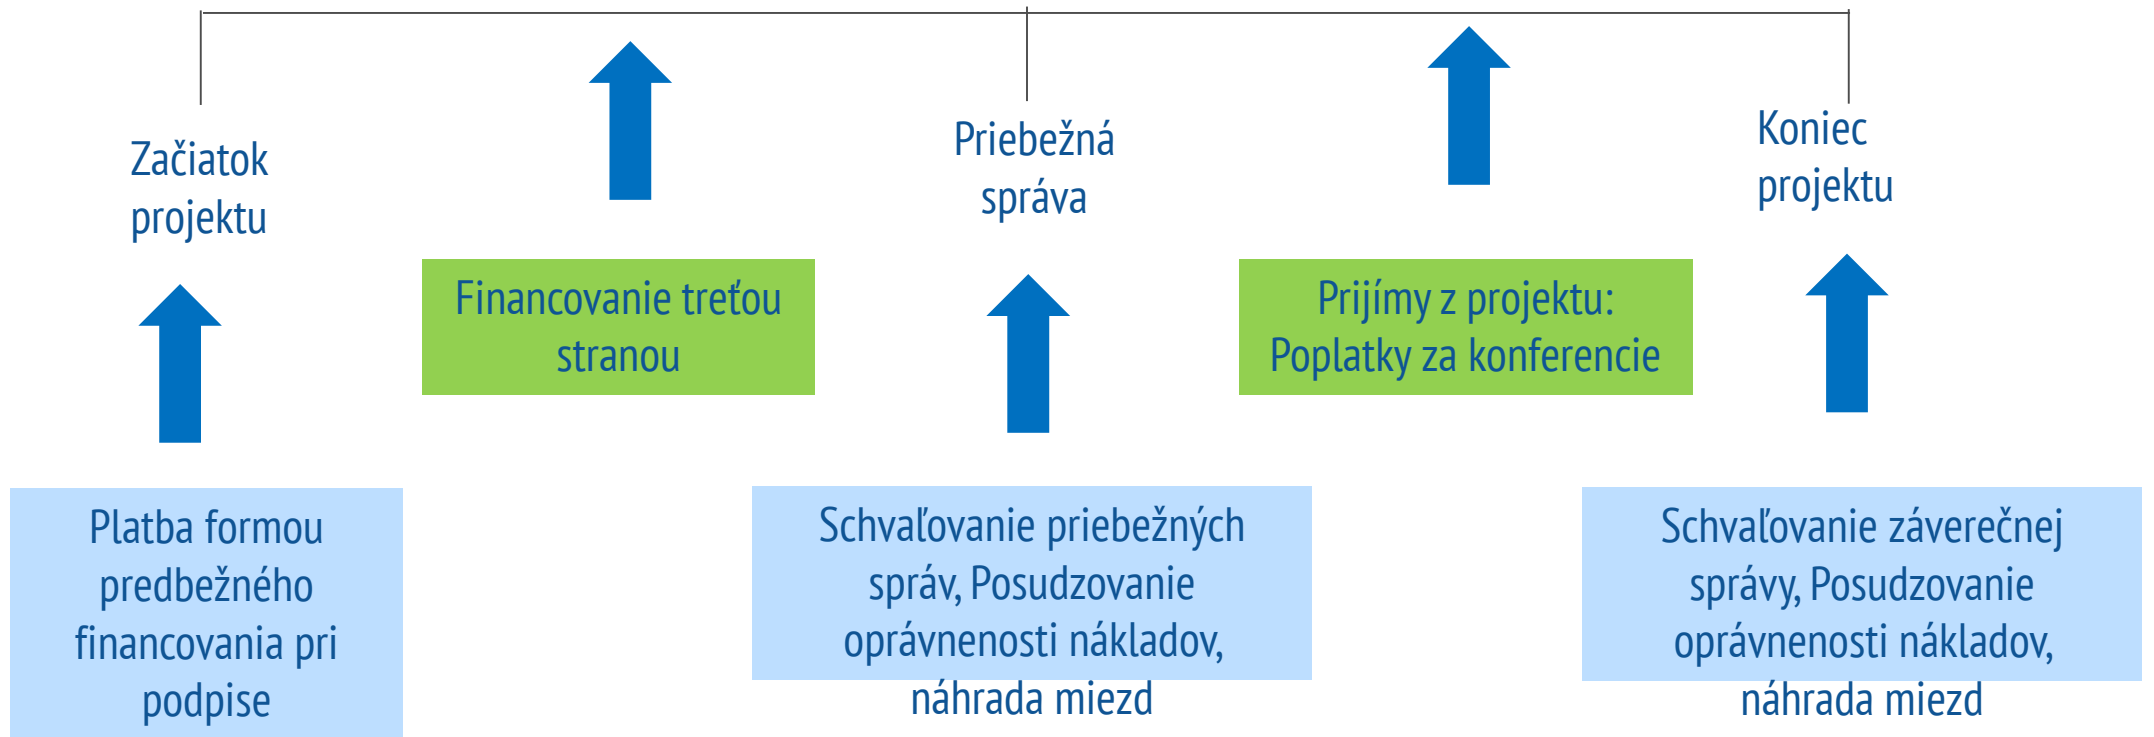 Začiatok
projektu
Priebežná
správa
Koniec
projektu
Financovanie treťou
stranou
Prijímy z projektu:
Poplatky za konferencie
Platba formou
predbežného
financovania pri
podpise
Schvaľovanie priebežných
správ, Posudzovanie
oprávnenosti nákladov,
náhrada miezd
Schvaľovanie záverečnej
správy, Posudzovanie
oprávnenosti nákladov,
náhrada miezd